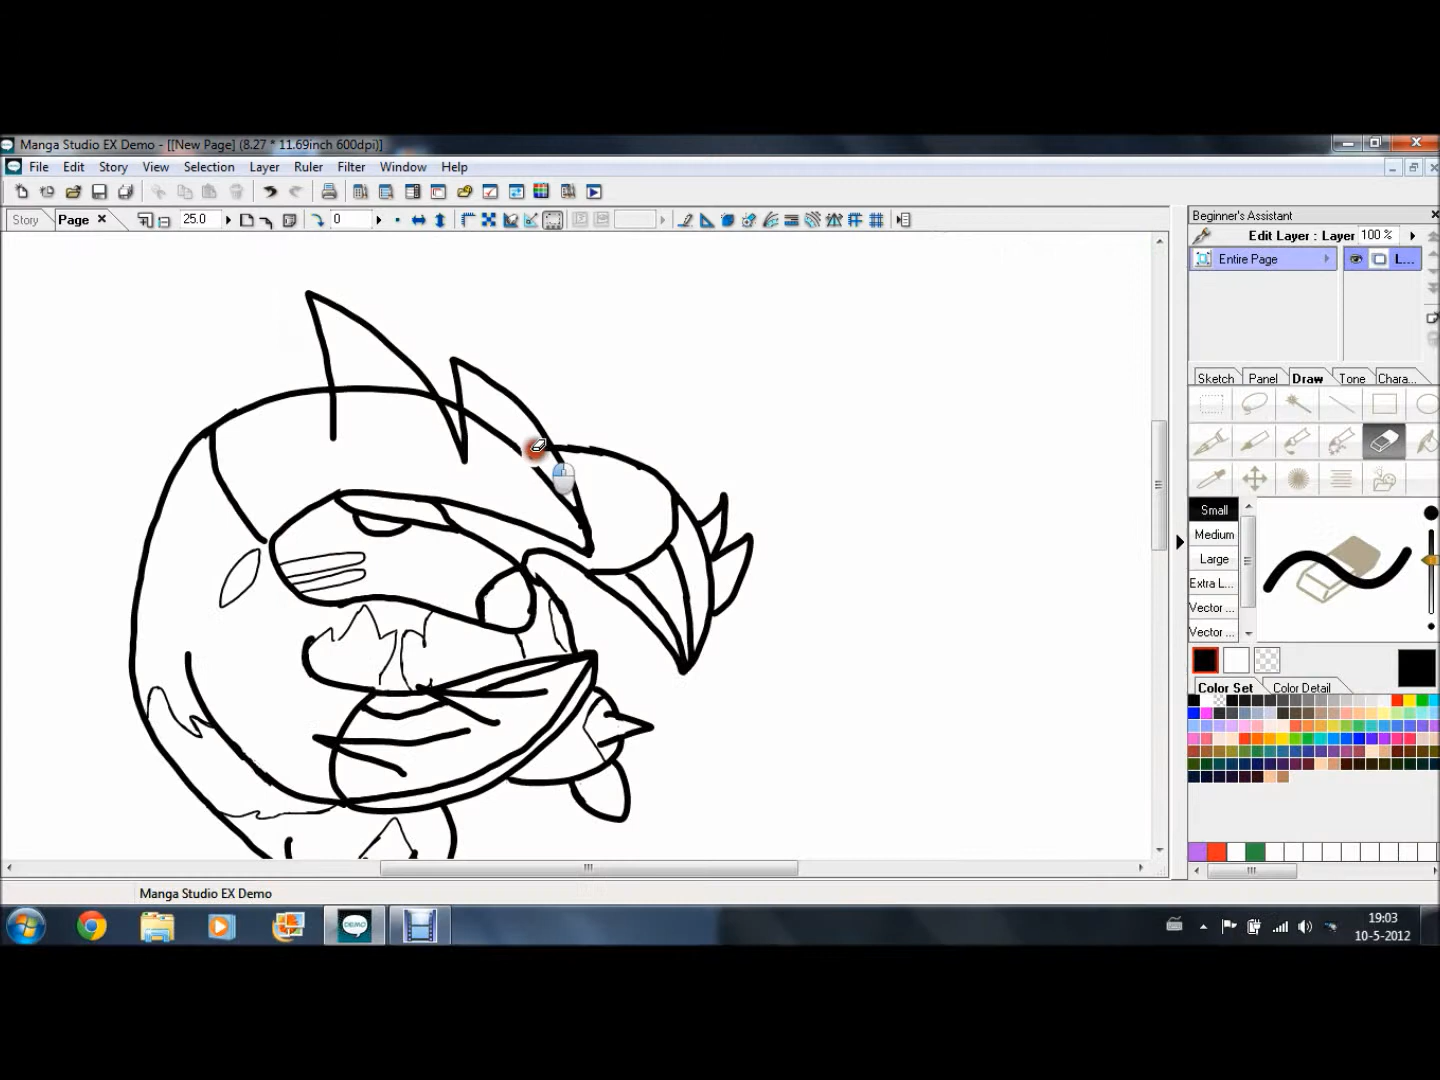 Manga Studio EX Demo - [[New Page] (8.27 * 11.69inch 600dpi)]
File Edit Story View Selection Layer Ruler Filter Window Help
Story Page 25.0 0
Beginner's Assistant
Edit Layer : Layer 100 %
Entire Page L...
Sketch Panel Draw Tone Chara...
Small
Medium
Large
Extra L...
Vector ...
Vector ...
Color Set Color Detail
Manga Studio EX Demo
DEMO
19:03
10-5-2012